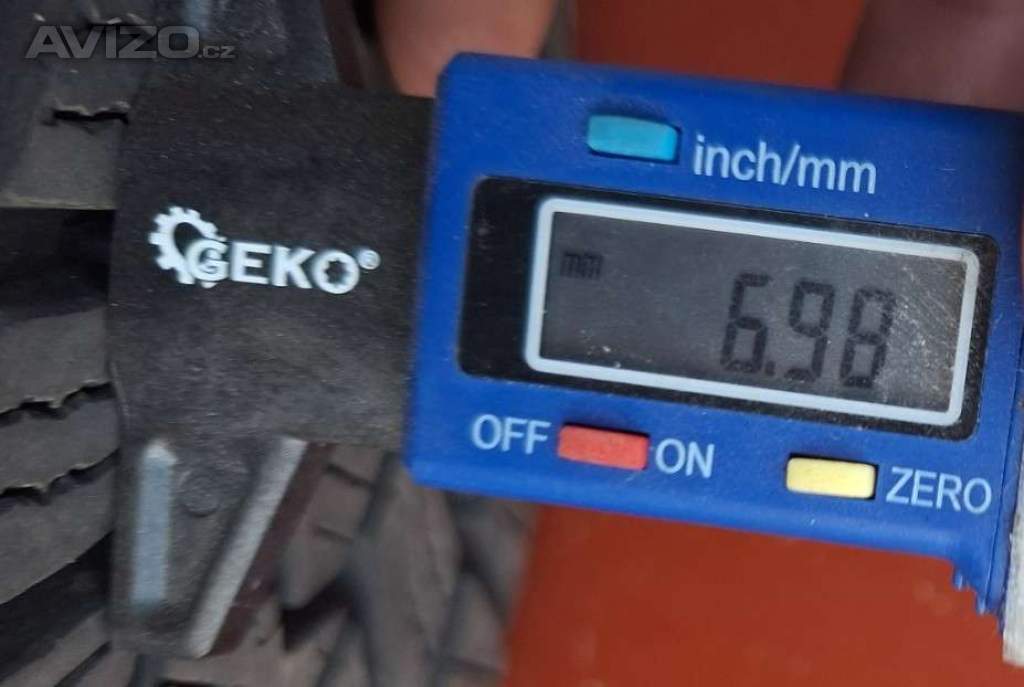 AVIZO.cz
inch/mm
GEKO®
mm
6.98
OFF ON
ZERO